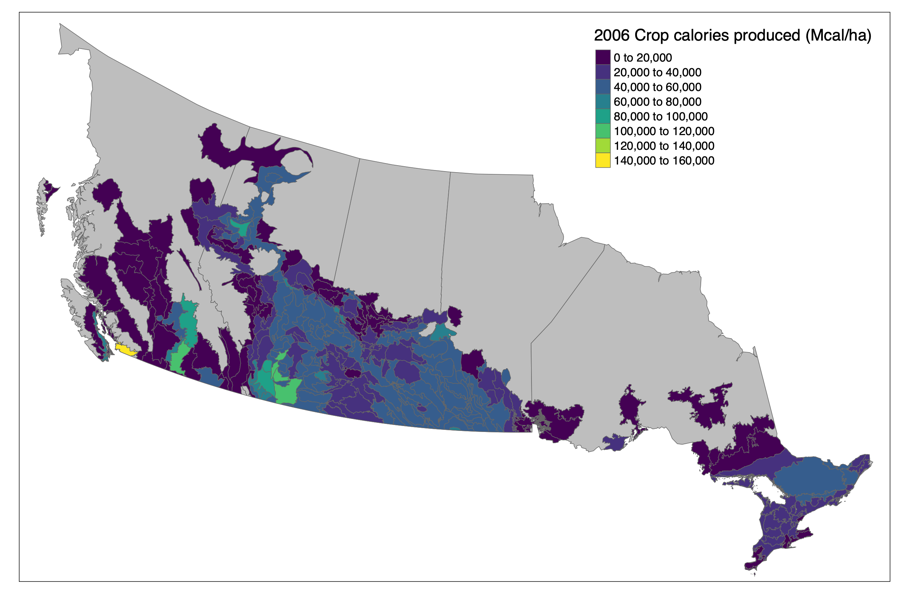 2006 Crop calories produced (Mcal/ha)
0 to 20,000
20,000 to 40,000
40,000 to 60,000
60,000 to 80,000
80,000 to 100,000
100,000 to 120,000
120,000 to 140,000
140,000 to 160,000